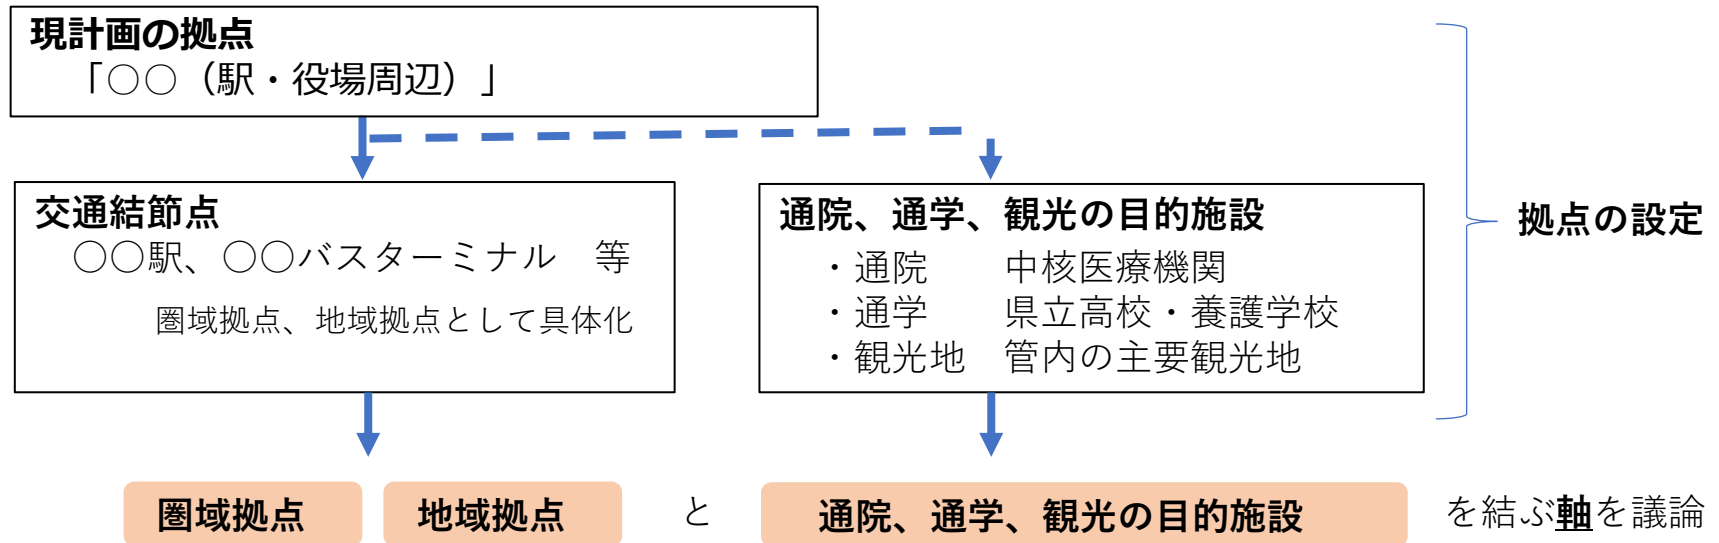 現計画の拠点
「○○（駅・役場周辺）」
交通結節点
○○駅、○○バスターミナル　等
圏域拠点、地域拠点として具体化
通院、通学、観光の目的施設
・通院　　中核医療機関
・通学　　県立高校・養護学校
・観光地　管内の主要観光地
拠点の設定
圏域拠点　地域拠点　と　通院、通学、観光の目的施設　を結ぶ軸を議論